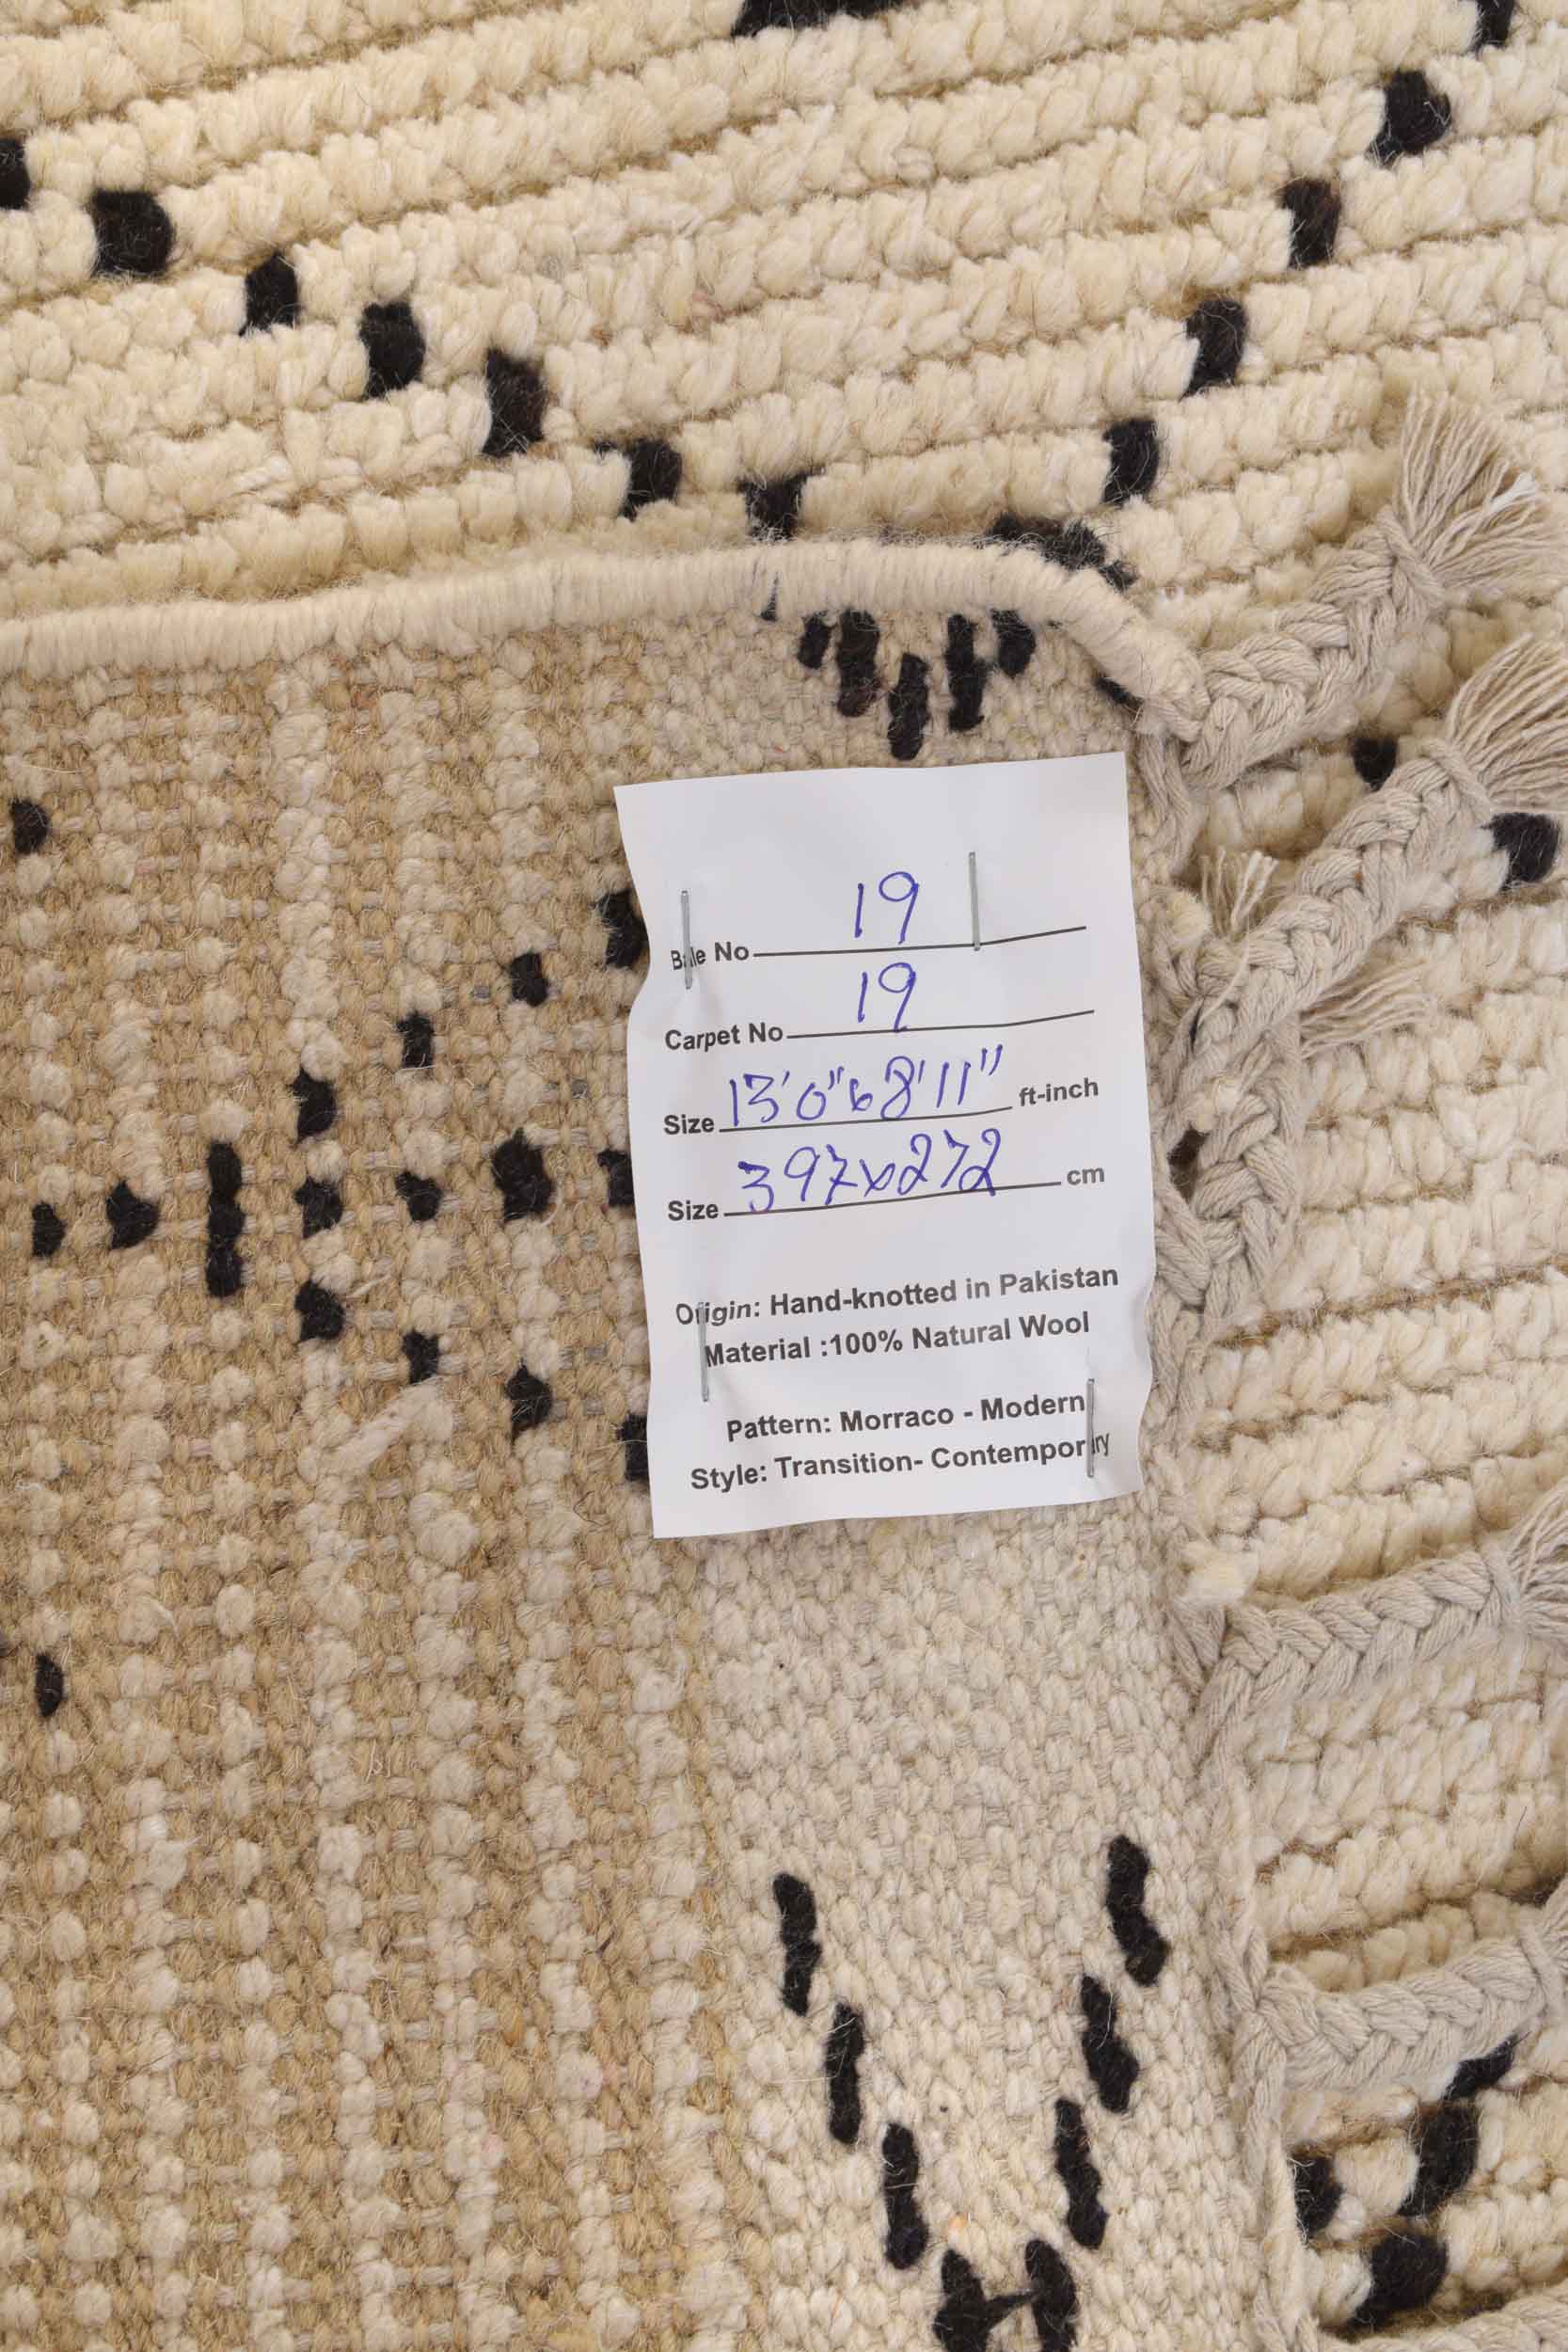 Bale No 19
Carpet No 19
Size 13'0"x8'11" ft-inch
Size 397x272 cm
Origin: Hand-knotted in Pakistan
Material :100% Natural Wool
Pattern: Morraco - Modern
Style: Transition- Contemporary